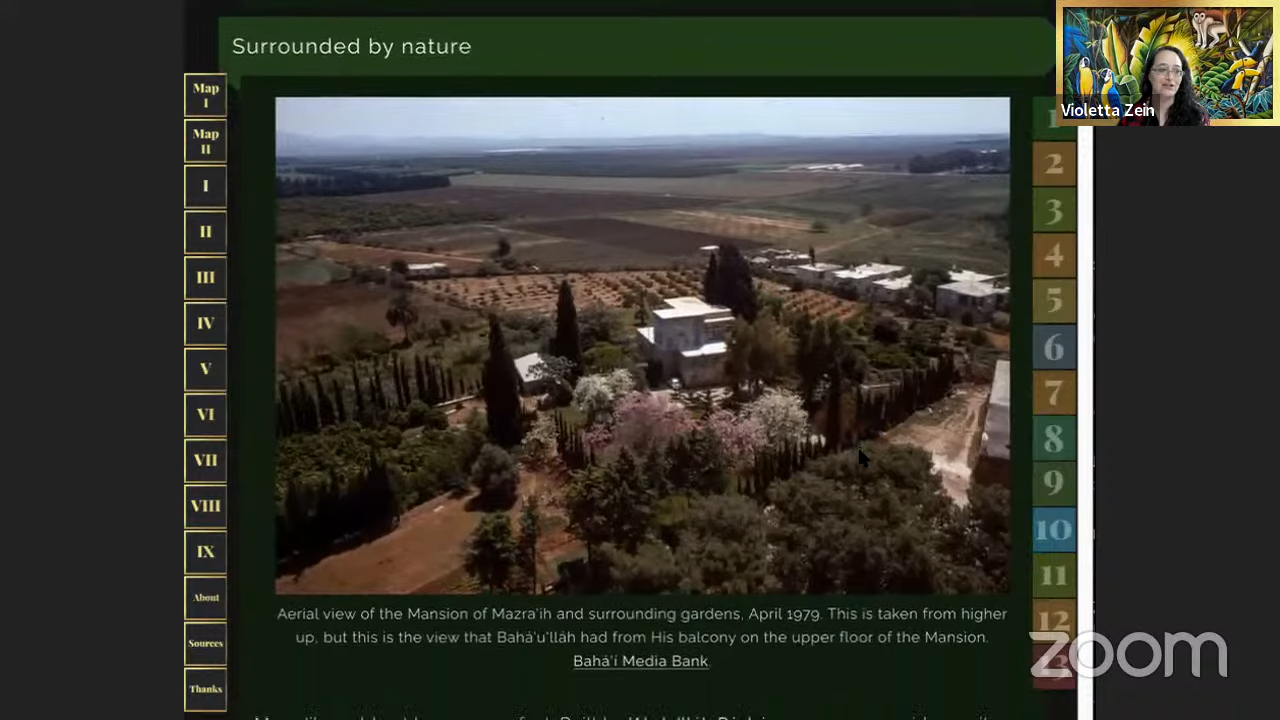 Surrounded by nature
Violetta Zein
Map
I
Map
II
I
II
III
IV
V
VI
VII
VIII
IX
About
Sources
Thanks
1
2
3
4
5
6
7
8
9
10
11
12
Aerial view of the Mansion of Mazra'ih and surrounding gardens, April 1979. This is taken from higher
up, but this is the view that Bahá'u'lláh had from His balcony on the upper floor of the Mansion.
Bahá'í Media Bank
zoom